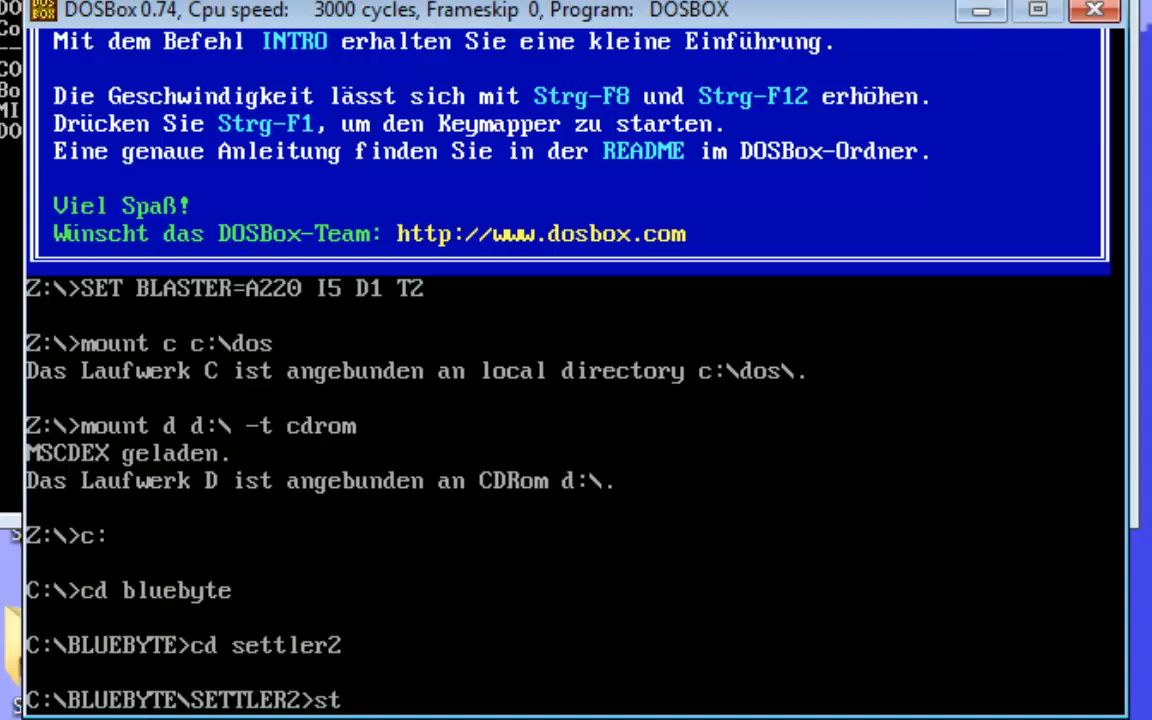 DOSBox 0.74, Cpu speed: 3000 cycles, Frameskip 0, Program: DOSBOX
Mit dem Befehl INTRO erhalten Sie eine kleine Einführung.
Die Geschwindigkeit lässt sich mit Strg-F8 und Strg-F12 erhöhen.
Drücken Sie Strg-F1, um den Keymapper zu starten.
Eine genaue Anleitung finden Sie in der README im DOSBox-Ordner.
Viel Spaß!
Wünscht das DOSBox-Team: http://www.dosbox.com
Z:\>SET BLASTER=A220 I5 D1 T2
Z:\>mount c c:\dos
Das Laufwerk C ist angebunden an local directory c:\dos\.
Z:\>mount d d:\ -t cdrom
MSCDEX geladen.
Das Laufwerk D ist angebunden an CDRom d:\.
Z:\>c:
C:\>cd bluebyte
C:\BLUEBYTE>cd settler2
C:\BLUEBYTE\SETTLER2>st